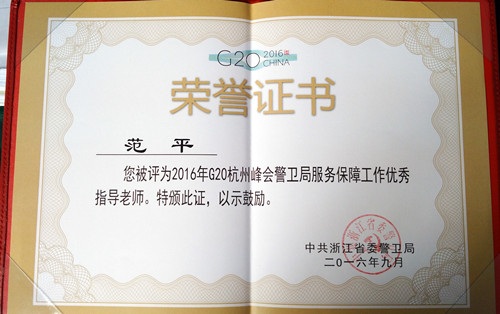 G20 2016 CHINA
荣誉证书
范平
您被评为2016年G20杭州峰会警卫局服务保障工作优秀
指导老师。特颁此证，以示鼓励。
中共浙江省委警卫局
二〇一六年九月